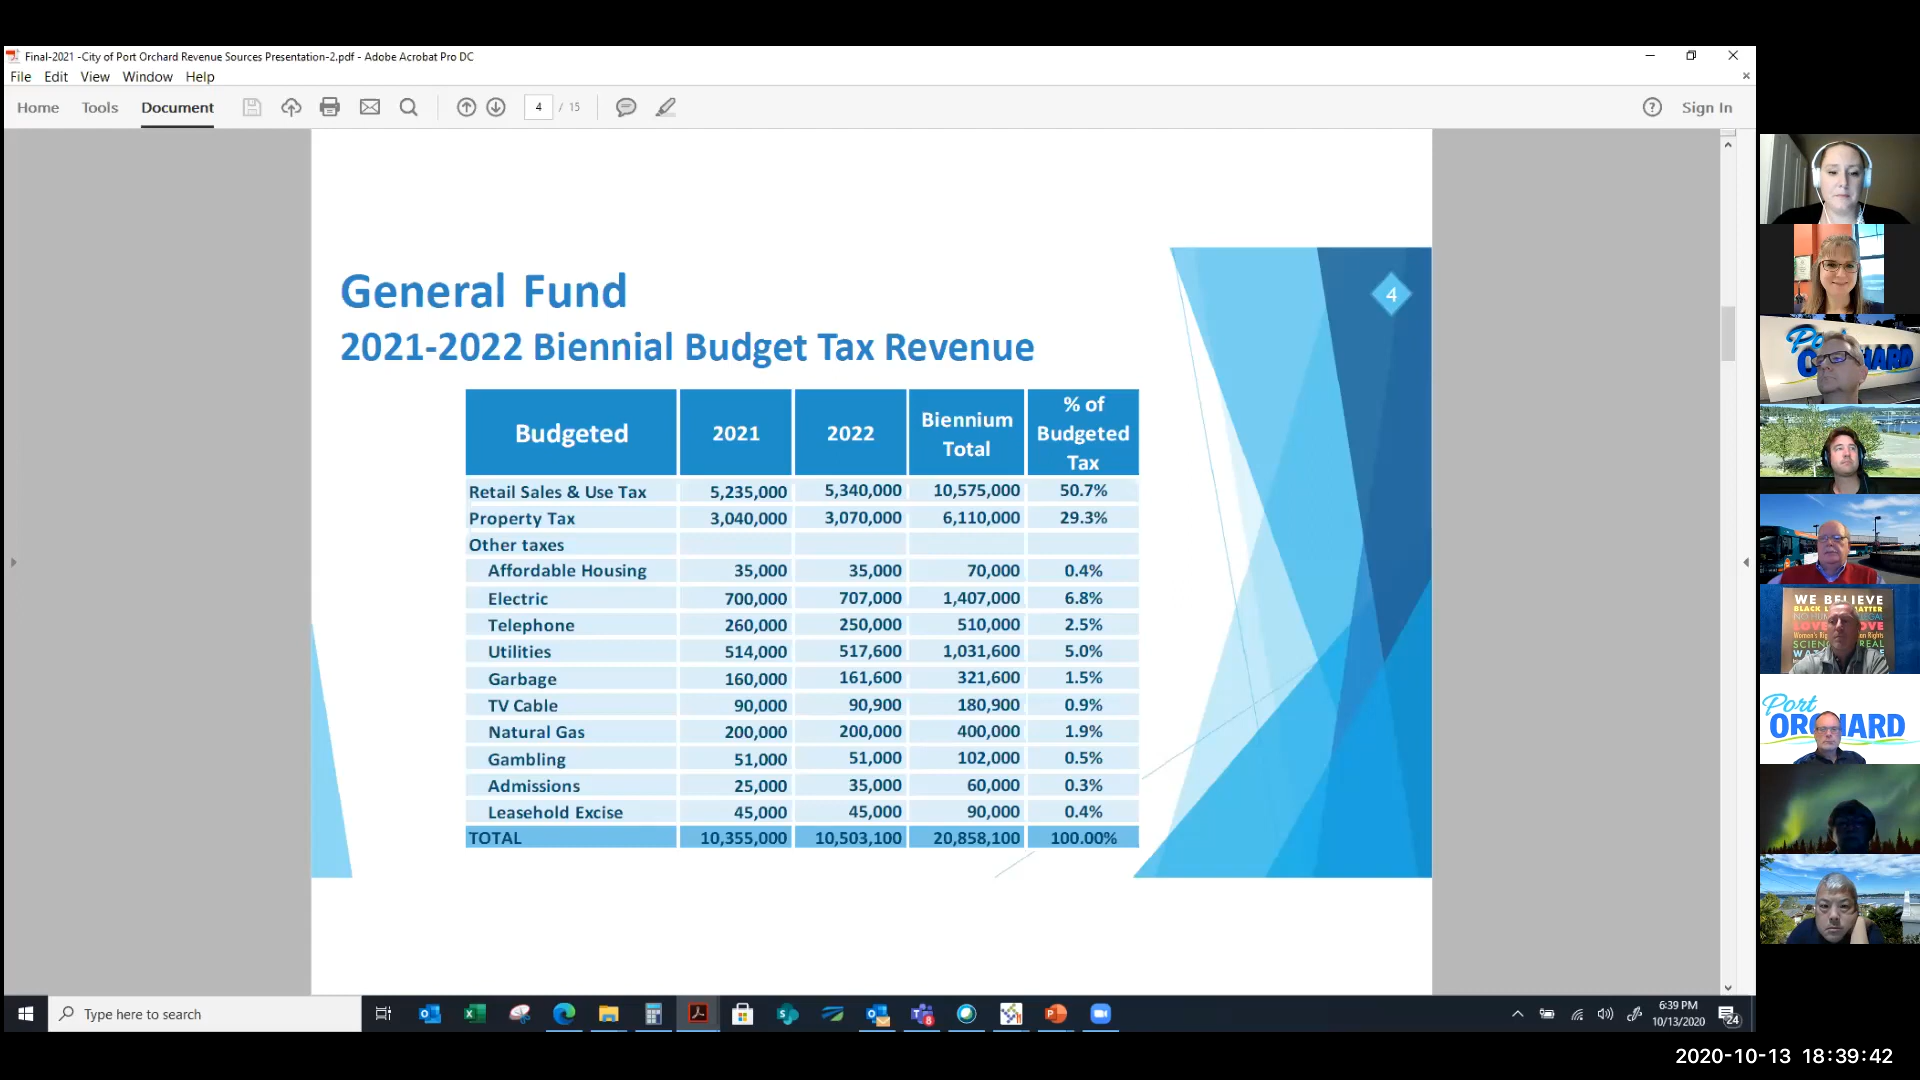 Final-2021 -City of Port Orchard Revenue Sources Presentation-2.pdf - Adobe Acrobat Pro DC
File Edit View Window Help
Home Tools Document 4 / 15 Sign In
4
General Fund
2021-2022 Biennial Budget Tax Revenue
Budgeted 2021 2022 Biennium Total % of Budgeted Tax
Retail Sales & Use Tax 5,235,000 5,340,000 10,575,000 50.7%
Property Tax 3,040,000 3,070,000 6,110,000 29.3%
Other taxes
Affordable Housing 35,000 35,000 70,000 0.4%
Electric 700,000 707,000 1,407,000 6.8%
Telephone 260,000 250,000 510,000 2.5%
Utilities 514,000 517,600 1,031,600 5.0%
Garbage 160,000 161,600 321,600 1.5%
TV Cable 90,000 90,900 180,900 0.9%
Natural Gas 200,000 200,000 400,000 1.9%
Gambling 51,000 51,000 102,000 0.5%
Admissions 25,000 35,000 60,000 0.3%
Leasehold Excise 45,000 45,000 90,000 0.4%
TOTAL 10,355,000 10,503,100 20,858,100 100.00%
WE BELIEVE
BLACK
Port
Type here to search
6:39 PM
10/13/2020
24
2020-10-13 18:39:42